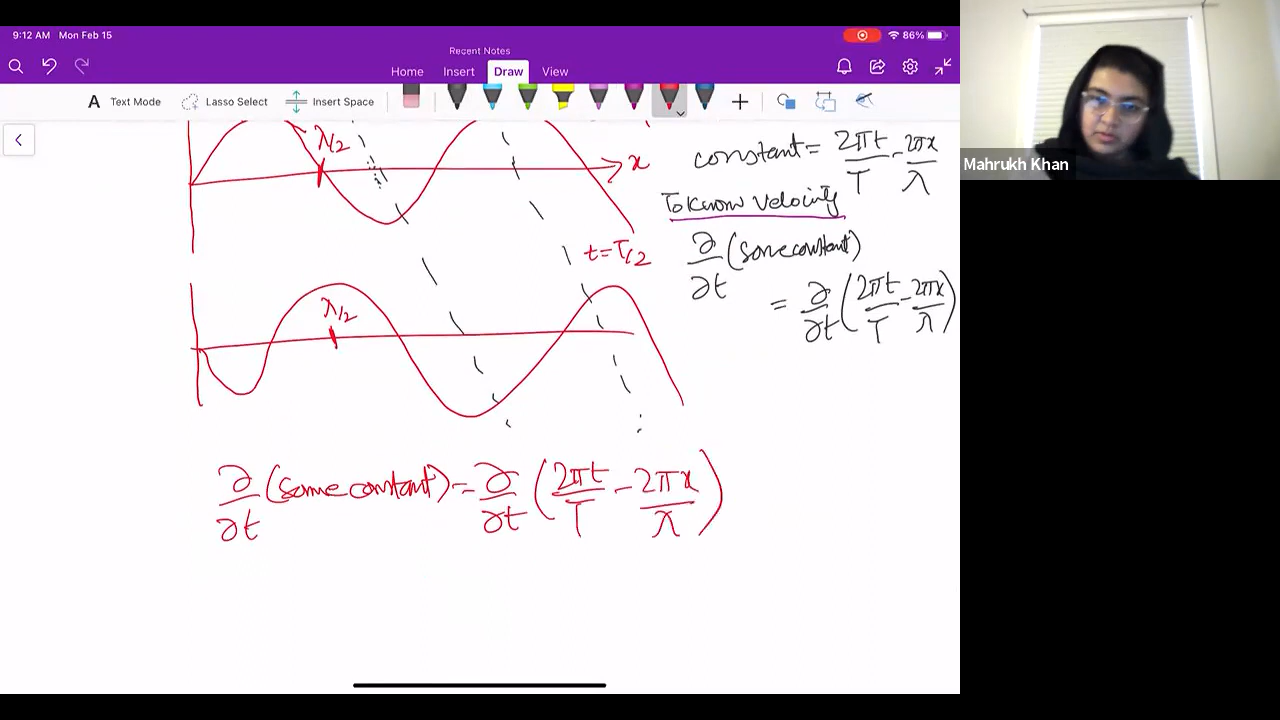 9:12 AM Mon Feb 15
86%
Recent Notes
Home Insert Draw View
A Text Mode
Lasso Select
Insert Space
Mahrukh Khan
λ/2
x
t=T/2
λ/2
constant = 2πt/T - 2πx/λ
To Know Velocity
∂/∂t (some constant)
= ∂/∂t (2πt/T - 2πx/λ)
∂/∂t (some constant) = ∂/∂t (2πt/T - 2πx/λ)